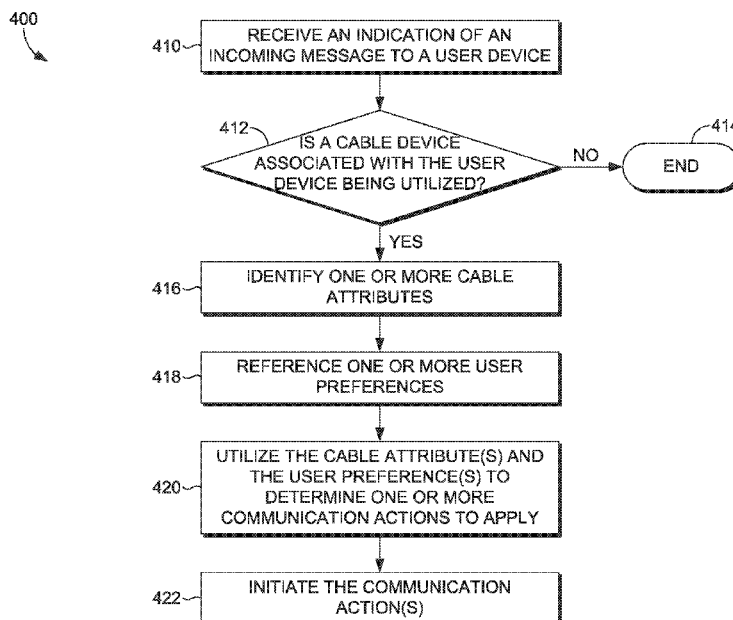 400
410
RECEIVE AN INDICATION OF AN
INCOMING MESSAGE TO A USER DEVICE
412
IS A CABLE DEVICE
ASSOCIATED WITH THE USER
DEVICE BEING UTILIZED?
NO
414
END
YES
416
IDENTIFY ONE OR MORE CABLE
ATTRIBUTES
418
REFERENCE ONE OR MORE USER
PREFERENCES
420
UTILIZE THE CABLE ATTRIBUTE(S) AND
THE USER PREFERENCE(S) TO
DETERMINE ONE OR MORE
COMMUNICATION ACTIONS TO APPLY
422
INITIATE THE COMMUNICATION
ACTION(S)